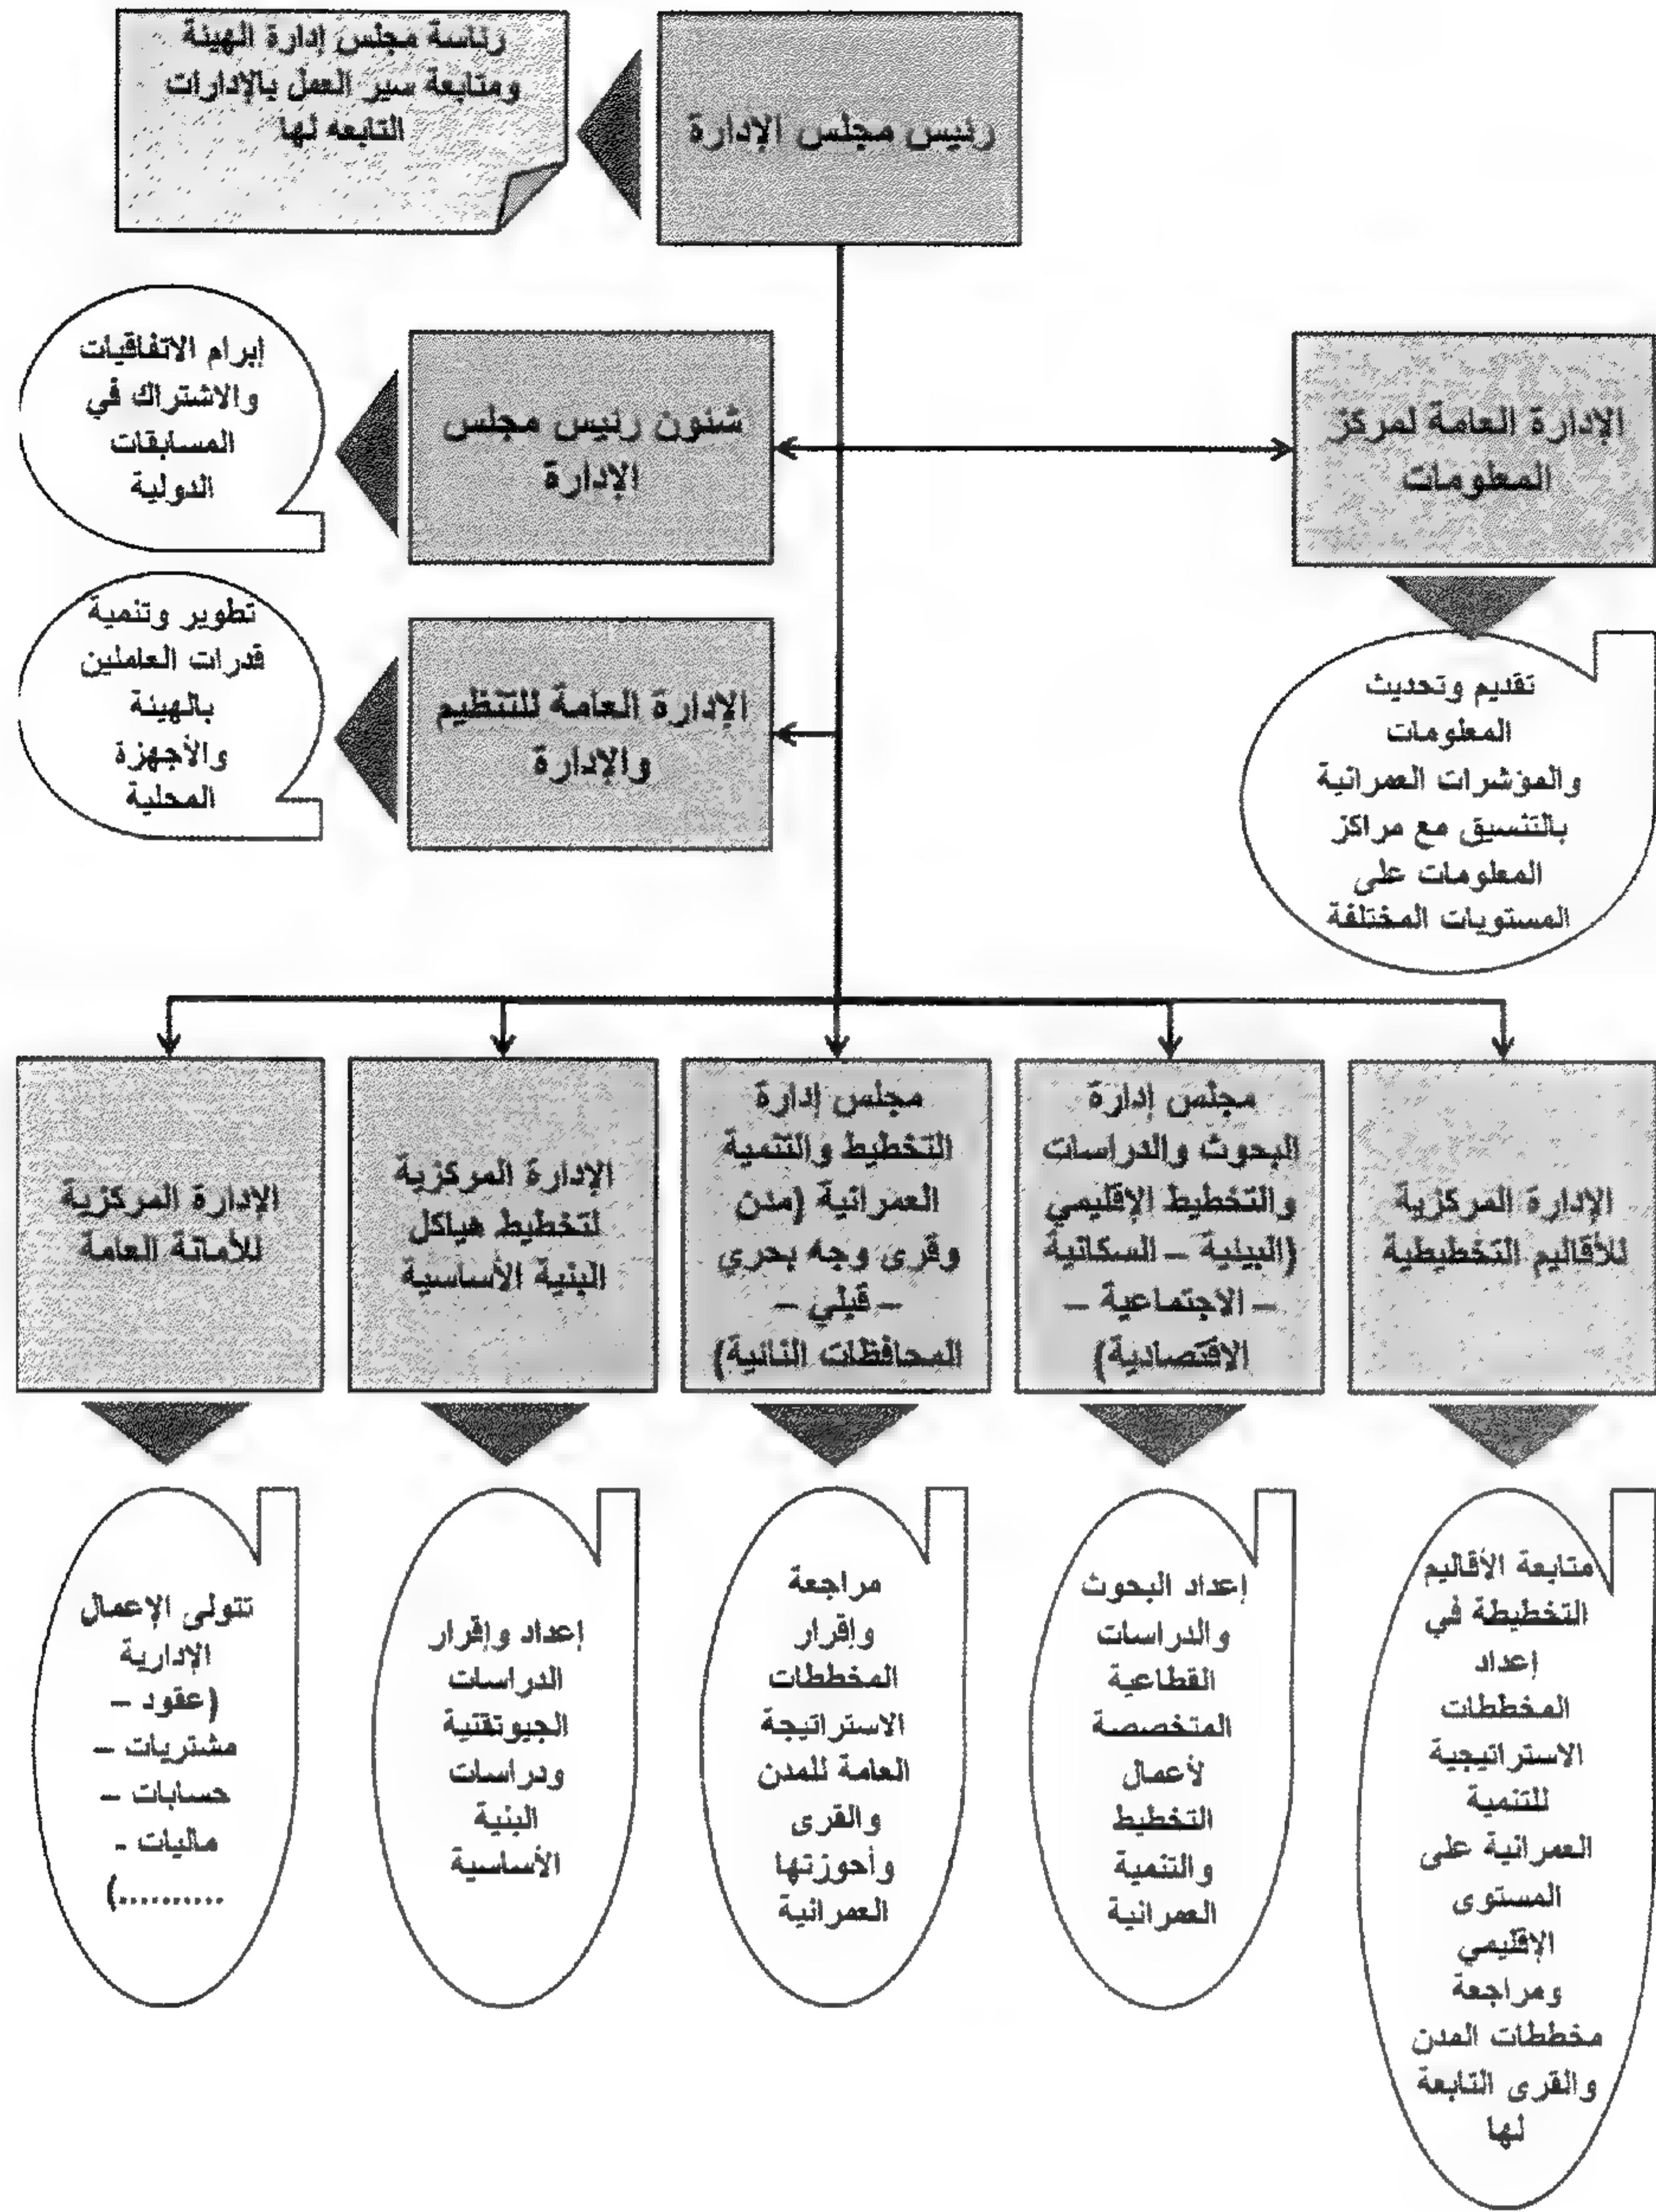 رئيس مجلس الإدارة
رئاسة مجلس إدارة الهيئة
ومتابعة سير العمل بالإدارات
التابعه لها
الإدارة العامة لمركز
المعلومات
تقديم وتحديث
المعلومات
والمؤشرات العمرانية
بالتنسيق مع مراكز
المعلومات على
المستويات المختلفة
شئون رئيس مجلس
الإدارة
إبرام الاتفاقيات
والاشتراك في
المسابقات
الدولية
الإدارة العامة للتنظيم
والإدارة
تطوير وتنمية
قدرات العاملين
بالهيئة
والأجهزة
المحلية
الإدارة المركزية
للأقاليم التخطيطية
مجلس إدارة
البحوث والدراسات
والتخطيط الإقليمي
(البيئية – السكانية
– الاجتماعية –
الاقتصادية)
مجلس إدارة
التخطيط والتنمية
العمرانية (مدن
وقرى وجه بحري
– قبلي –
المحافظات النائية)
الإدارة المركزية
لتخطيط هياكل
البنية الأساسية
الإدارة المركزية
للأمانة العامة
متابعة الأقاليم
التخطيطة في
إعداد
المخططات
الاستراتيجية
للتنمية
العمرانية على
المستوى
الإقليمي
ومراجعة
مخططات المدن
والقرى التابعة
لها
إعداد البحوث
والدراسات
القطاعية
المتخصصة
لأعمال
التخطيط
والتنمية
العمرانية
مراجعة
وإقرار
المخططات
الاستراتيجة
العامة للمدن
والقرى
وأحوزتها
العمرانية
إعداد وإقرار
الدراسات
الجيوتقنية
ودراسات
البنية
الأساسية
تتولى الإعمال
الإدارية
(عقود –
مشتريات –
حسابات –
ماليات -
..........)